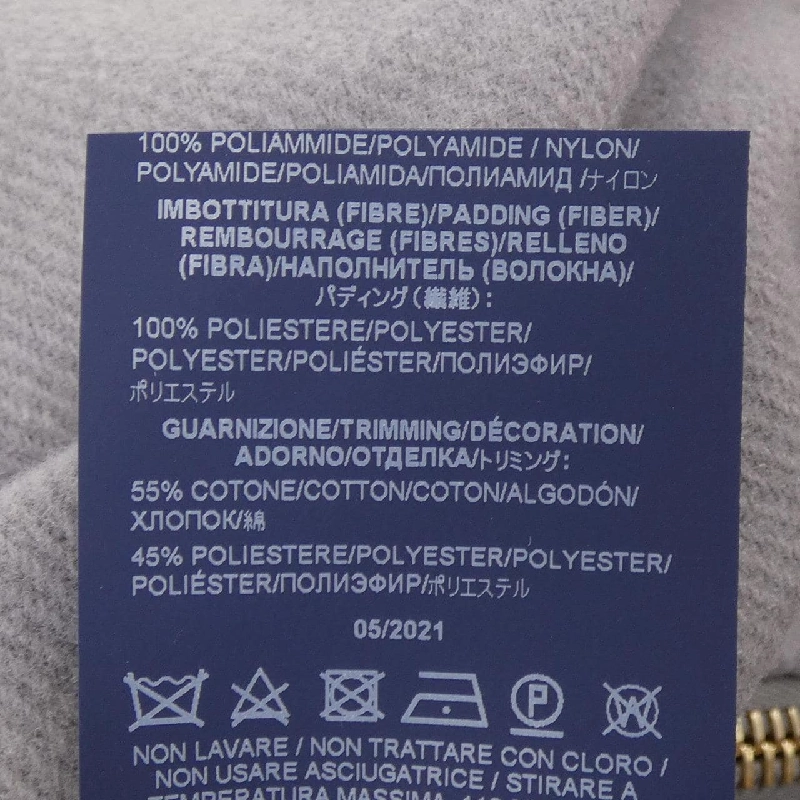 100% POLIAMMIDE/POLYAMIDE / NYLON/
POLYAMIDE/POLIAMIDA/ПОЛИАМИД /ナイロン
IMBOTTITURA (FIBRE)/PADDING (FIBER)/
REMBOURRAGE (FIBRES)/RELLENO
(FIBRA)/НАПОЛНИТЕЛЬ (ВОЛОКНА)/
パディング(繊維):
100% POLIESTERE/POLYESTER/
POLYESTER/POLIÉSTER/ПОЛИЭФИР/
ポリエステル
GUARNIZIONE/TRIMMING/DÉCORATION/
ADORNO/ОТДЕЛКА/トリミング:
55% COTONE/COTTON/COTON/ALGODÓN/
ХЛОПОК/綿
45% POLIESTERE/POLYESTER/POLYESTER/
POLIÉSTER/ПОЛИЭФИР/ポリエステル
05/2021
P W
NON LAVARE / NON TRATTARE CON CLORO /
NON USARE ASCIUGATRICE / STIRARE A
TEMPERATURA MASSIMA